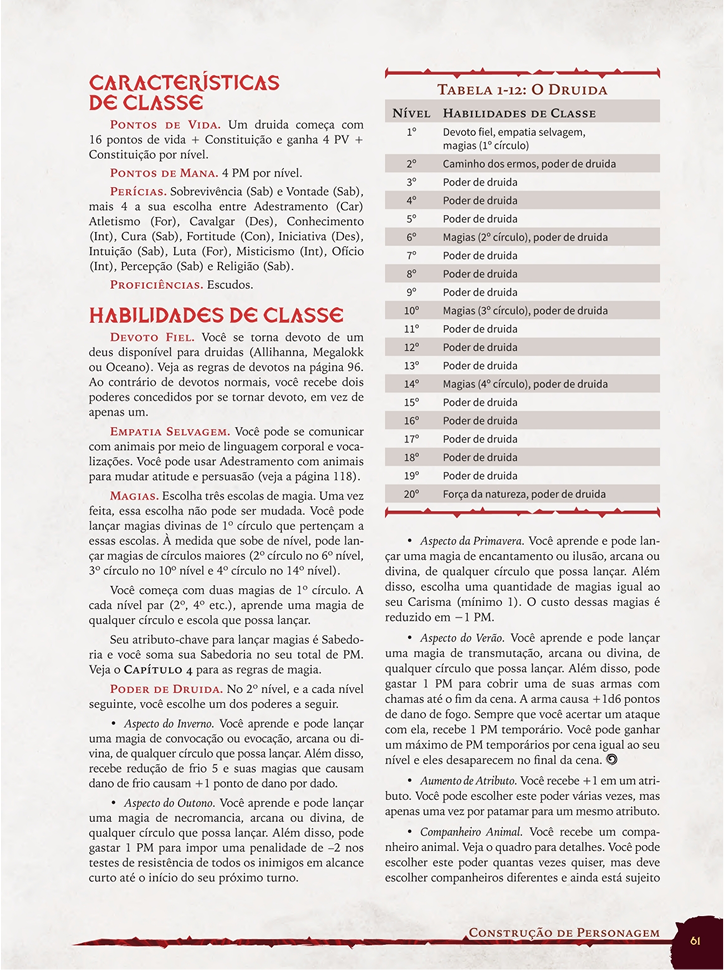 CARACTERÍSTICAS
DE CLASSE
PONTOS DE VIDA. Um druida começa com
16 pontos de vida + Constituição e ganha 4 PV +
Constituição por nível.
PONTOS DE MANA. 4 PM por nível.
PERÍCIAS. Sobrevivência (Sab) e Vontade (Sab),
mais 4 a sua escolha entre Adestramento (Car)
Atletismo (For), Cavalgar (Des), Conhecimento
(Int), Cura (Sab), Fortitude (Con), Iniciativa (Des),
Intuição (Sab), Luta (For), Misticismo (Int), Ofício
(Int), Percepção (Sab) e Religião (Sab).
PROFICIÊNCIAS. Escudos.
HABILIDADES DE CLASSE
DEVOTO FIEL. Você se torna devoto de um
deus disponível para druidas (Allihanna, Megalokk
ou Oceano). Veja as regras de devotos na página 96.
Ao contrário de devotos normais, você recebe dois
poderes concedidos por se tornar devoto, em vez de
apenas um.
EMPATIA SELVAGEM. Você pode se comunicar
com animais por meio de linguagem corporal e voca-
lizações. Você pode usar Adestramento com animais
para mudar atitude e persuasão (veja a página 118).
MAGIAS. Escolha três escolas de magia. Uma vez
feita, essa escolha não pode ser mudada. Você pode
lançar magias divinas de 1º círculo que pertençam a
essas escolas. À medida que sobe de nível, pode lan-
çar magias de círculos maiores (2º círculo no 6º nível,
3º círculo no 10º nível e 4º círculo no 14º nível).
Você começa com duas magias de 1º círculo. A
cada nível par (2º, 4º etc.), aprende uma magia de
qualquer círculo e escola que possa lançar.
Seu atributo-chave para lançar magias é Sabedo-
ria e você soma sua Sabedoria no seu total de PM.
Veja o CAPÍTULO 4 para as regras de magia.
PODER DE DRUIDA. No 2º nível, e a cada nível
seguinte, você escolhe um dos poderes a seguir.
• Aspecto do Inverno. Você aprende e pode lançar
uma magia de convocação ou evocação, arcana ou di-
vina, de qualquer círculo que possa lançar. Além disso,
recebe redução de frio 5 e suas magias que causam
dano de frio causam +1 ponto de dano por dado.
• Aspecto do Outono. Você aprende e pode lançar
uma magia de necromancia, arcana ou divina, de
qualquer círculo que possa lançar. Além disso, pode
gastar 1 PM para impor uma penalidade de –2 nos
testes de resistência de todos os inimigos em alcance
curto até o início do seu próximo turno.
TABELA 1-12: O DRUIDA
NÍVEL HABILIDADES DE CLASSE
1º Devoto fiel, empatia selvagem,
magias (1º círculo)
2º Caminho dos ermos, poder de druida
3º Poder de druida
4º Poder de druida
5º Poder de druida
6º Magias (2º círculo), poder de druida
7º Poder de druida
8º Poder de druida
9º Poder de druida
10º Magias (3º círculo), poder de druida
11º Poder de druida
12º Poder de druida
13º Poder de druida
14º Magias (4º círculo), poder de druida
15º Poder de druida
16º Poder de druida
17º Poder de druida
18º Poder de druida
19º Poder de druida
20º Força da natureza, poder de druida
• Aspecto da Primavera. Você aprende e pode lan-
çar uma magia de encantamento ou ilusão, arcana ou
divina, de qualquer círculo que possa lançar. Além
disso, escolha uma quantidade de magias igual ao
seu Carisma (mínimo 1). O custo dessas magias é
reduzido em −1 PM.
• Aspecto do Verão. Você aprende e pode lançar
uma magia de transmutação, arcana ou divina, de
qualquer círculo que possa lançar. Além disso, pode
gastar 1 PM para cobrir uma de suas armas com
chamas até o fim da cena. A arma causa +1d6 pontos
de dano de fogo. Sempre que você acertar um ataque
com ela, recebe 1 PM temporário. Você pode ganhar
um máximo de PM temporários por cena igual ao seu
nível e eles desaparecem no final da cena.
• Aumento de Atributo. Você recebe +1 em um atri-
buto. Você pode escolher este poder várias vezes, mas
apenas uma vez por patamar para um mesmo atributo.
• Companheiro Animal. Você recebe um compa-
nheiro animal. Veja o quadro para detalhes. Você pode
escolher este poder quantas vezes quiser, mas deve
escolher companheiros diferentes e ainda está sujeito
CONSTRUÇÃO DE PERSONAGEM
61